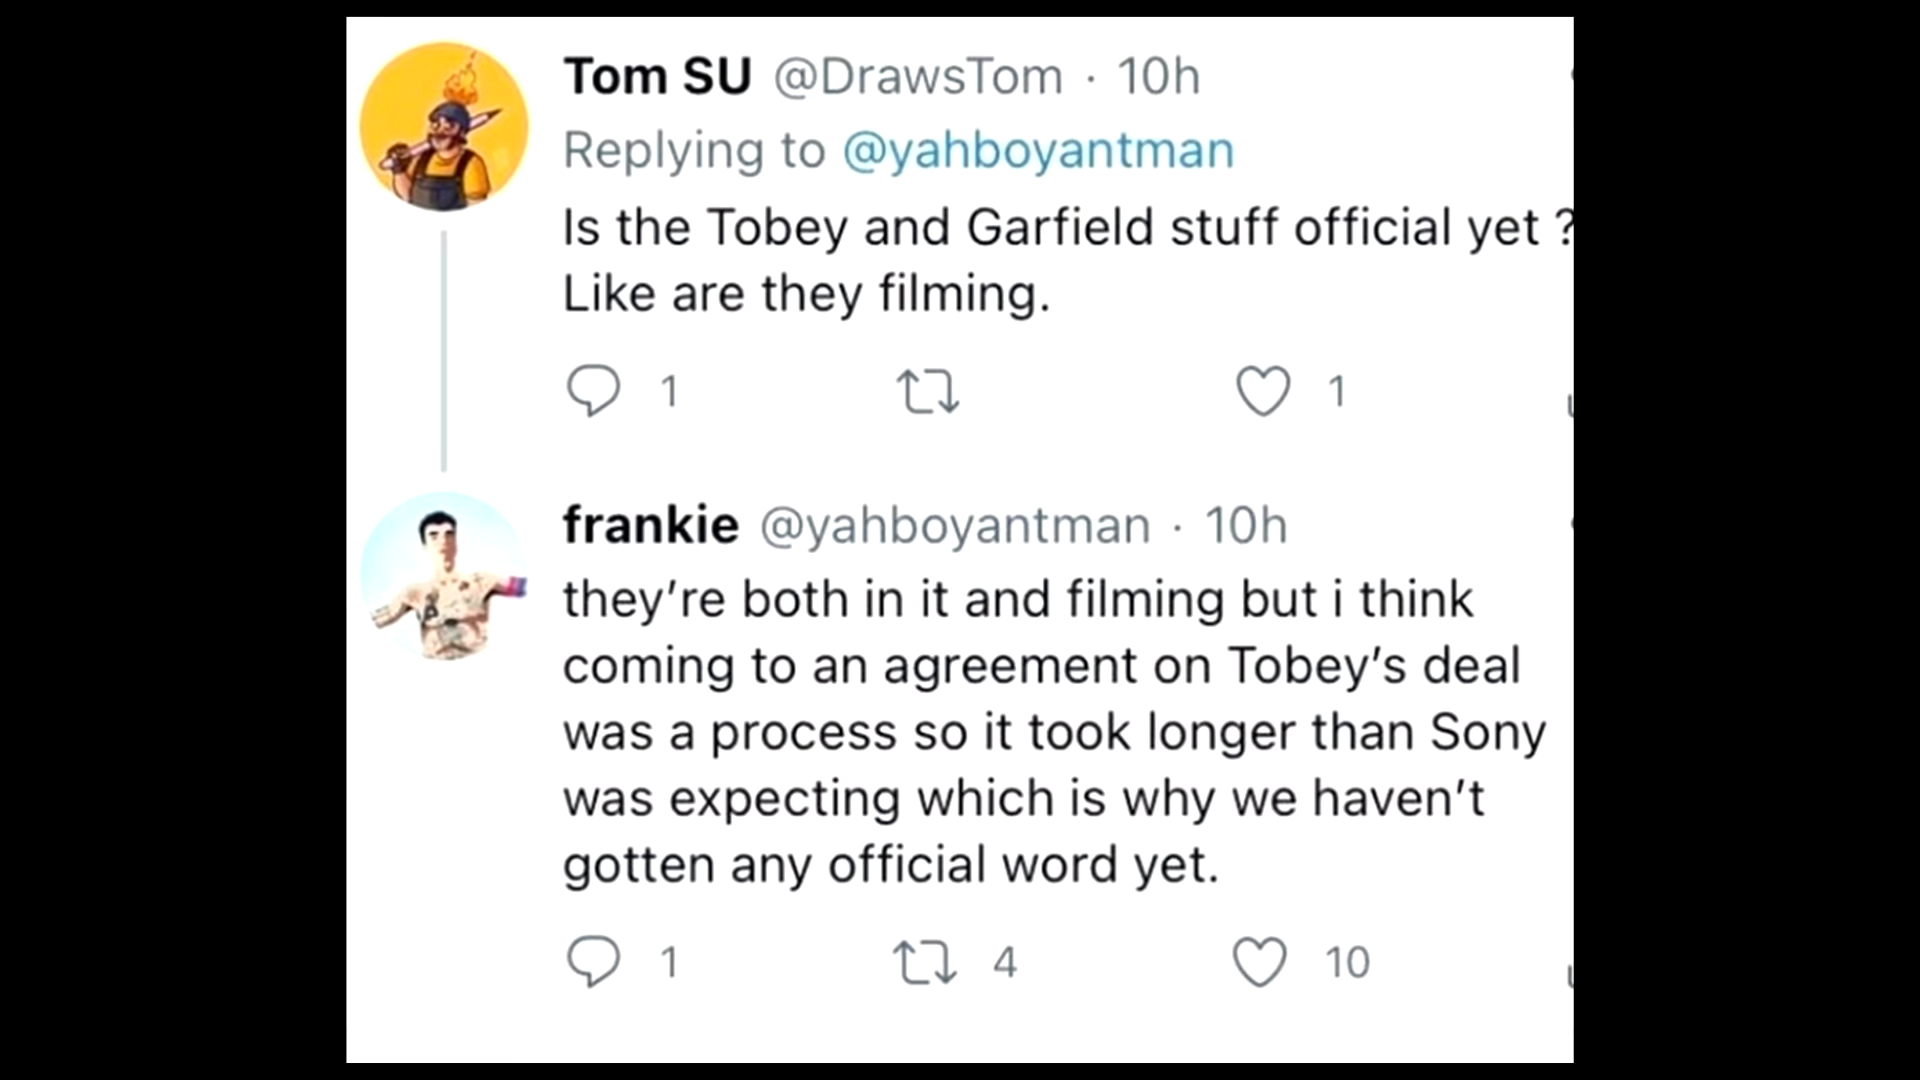 Tom SU @DrawsTom · 10h
Replying to @yahboyantman
Is the Tobey and Garfield stuff official yet ?
Like are they filming.
1 1
frankie @yahboyantman · 10h
they’re both in it and filming but i think
coming to an agreement on Tobey’s deal
was a process so it took longer than Sony
was expecting which is why we haven’t
gotten any official word yet.
1 4 10